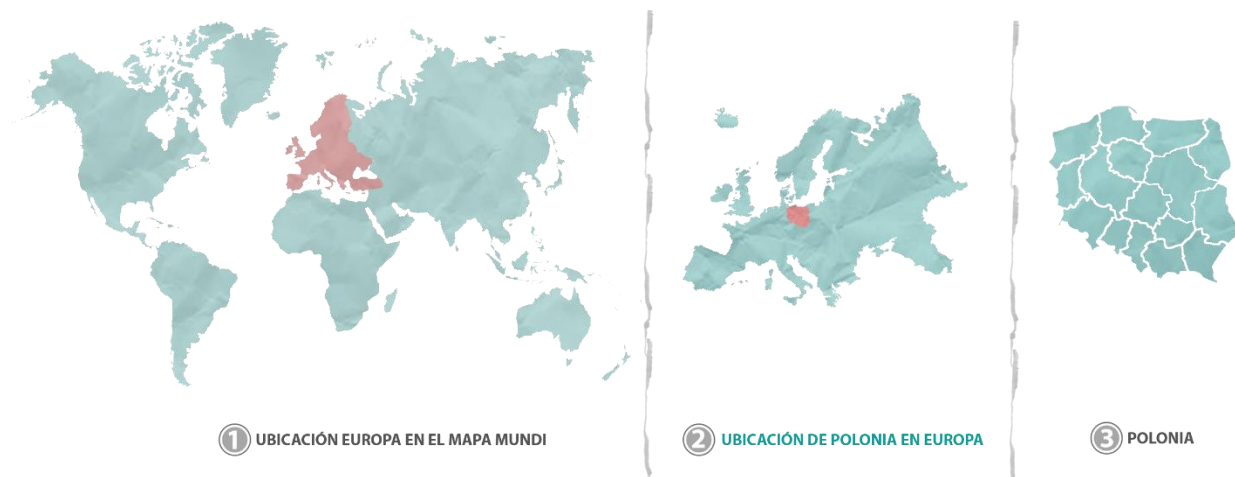 1 UBICACIÓN EUROPA EN EL MAPA MUNDI
2 UBICACIÓN DE POLONIA EN EUROPA
3 POLONIA